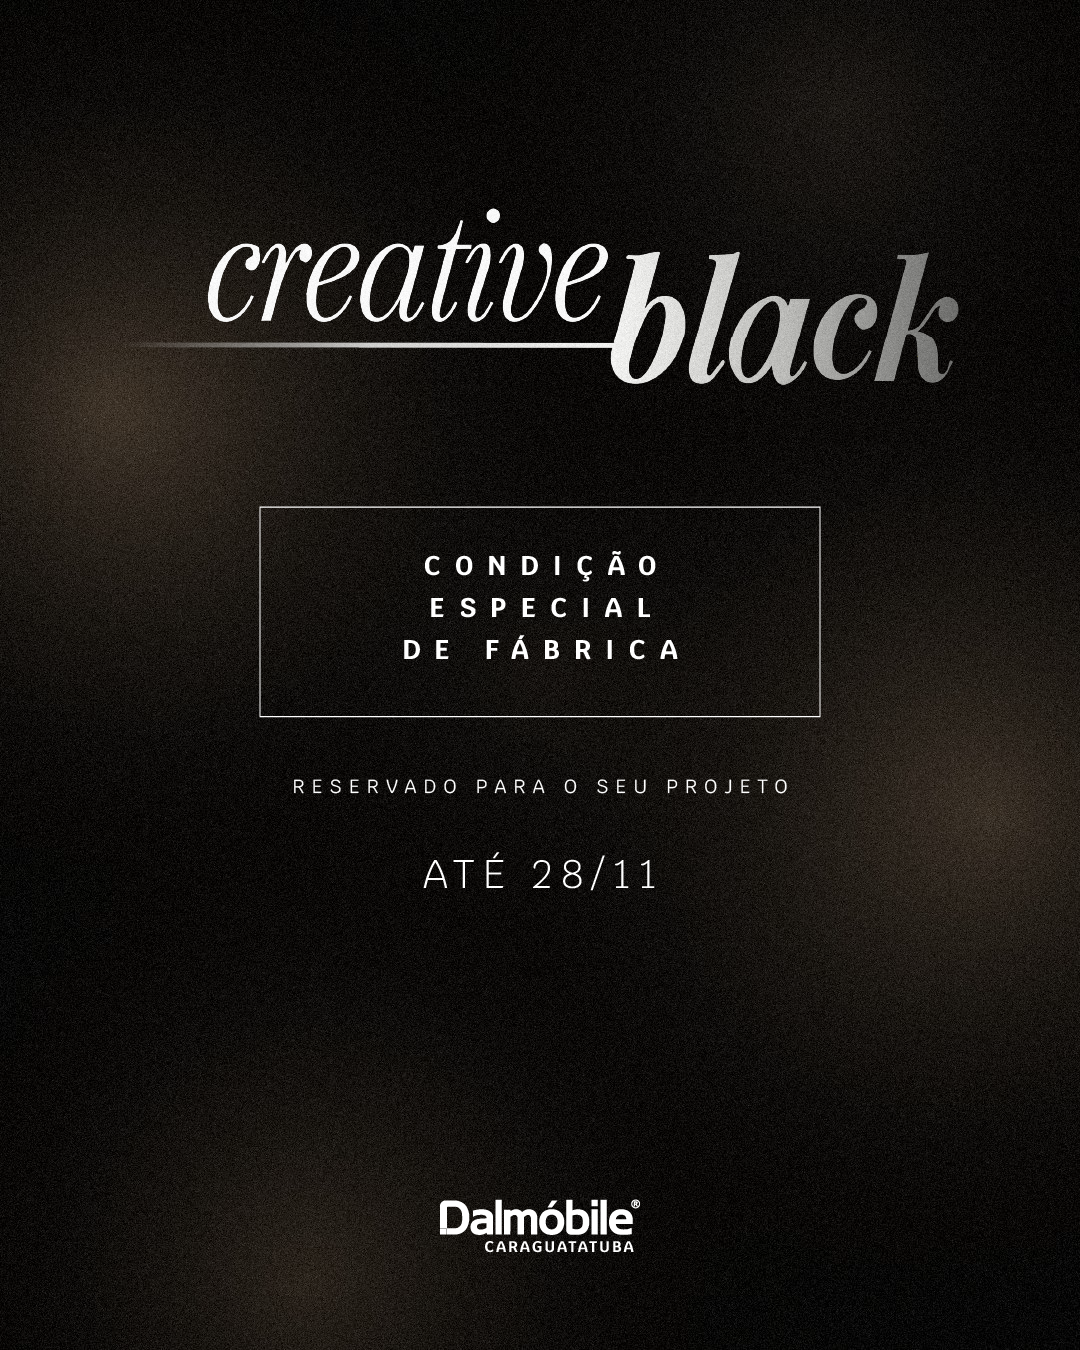 creative black
CONDIÇÃO
ESPECIAL
DE FÁBRICA
RESERVADO PARA O SEU PROJETO
ATÉ 28/11
Dalmóbile®
CARAGUATATUBA